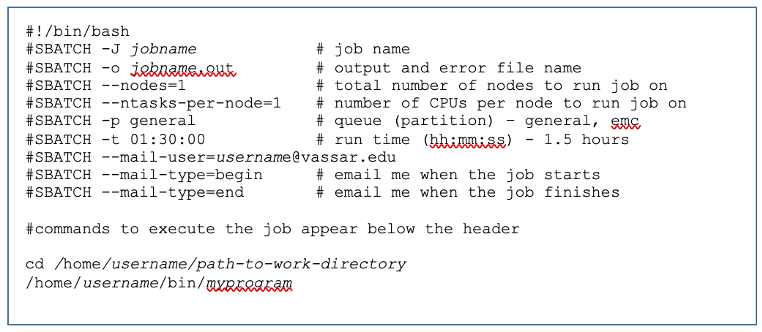 #!/bin/bash
#SBATCH -J jobname # job name
#SBATCH -o jobname.out # output and error file name
#SBATCH --nodes=1 # total number of nodes to run job on
#SBATCH --ntasks-per-node=1 # number of CPUs per node to run job on
#SBATCH -p general # queue (partition) – general, emc
#SBATCH -t 01:30:00 # run time (hh:mm:ss) - 1.5 hours
#SBATCH --mail-user=username@vassar.edu
#SBATCH --mail-type=begin # email me when the job starts
#SBATCH --mail-type=end # email me when the job finishes
#commands to execute the job appear below the header
cd /home/username/path-to-work-directory
/home/username/bin/myprogram